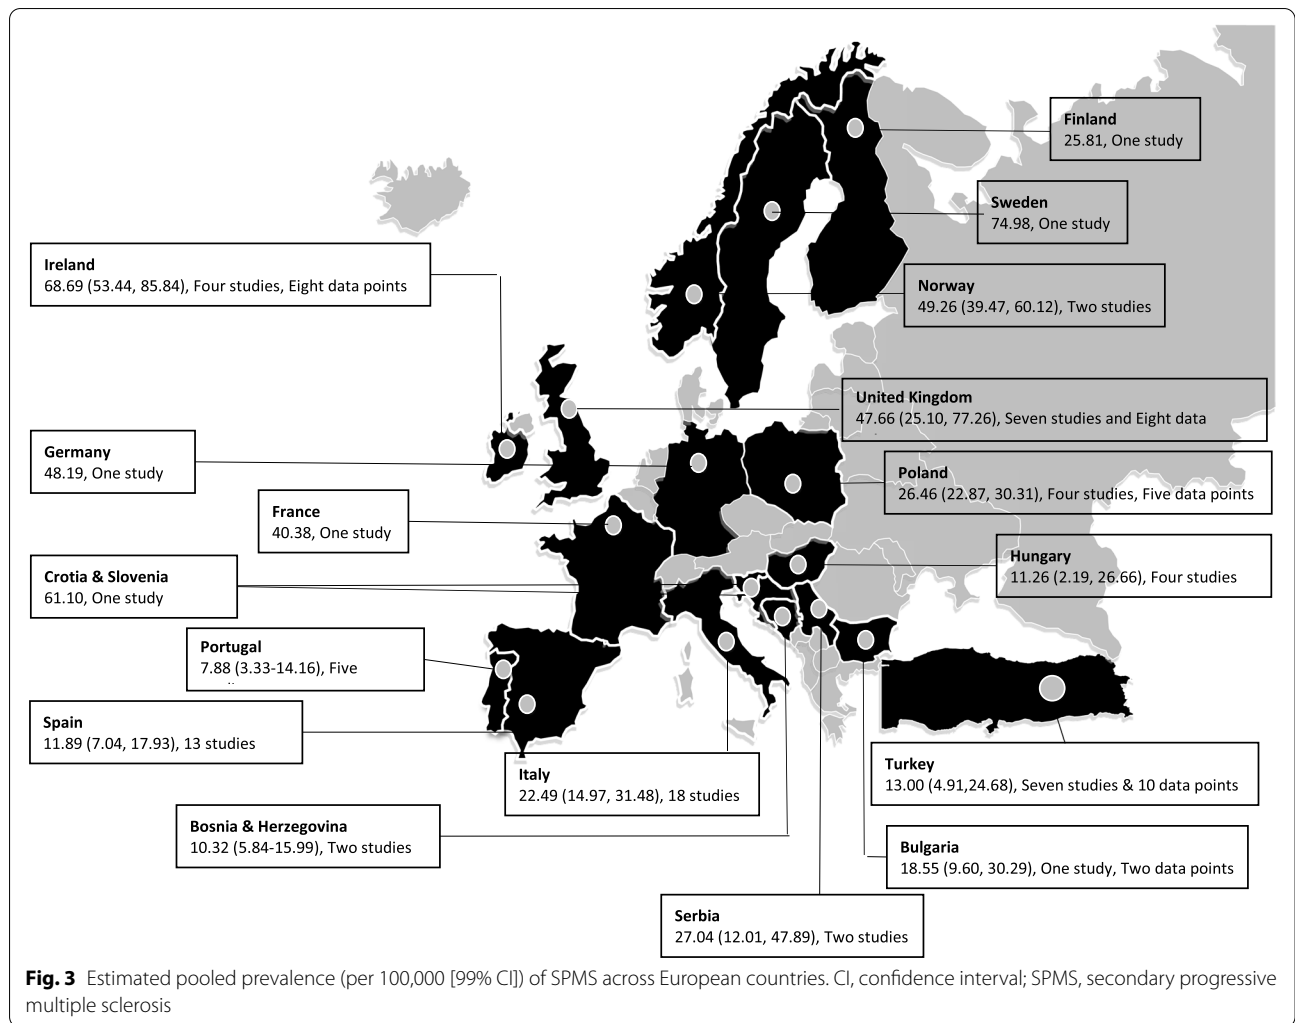 Finland
25.81, One study
Sweden
74.98, One study
Ireland
68.69 (53.44, 85.84), Four studies, Eight data points
Norway
49.26 (39.47, 60.12), Two studies
United Kingdom
47.66 (25.10, 77.26), Seven studies and Eight data
Germany
48.19, One study
Poland
26.46 (22.87, 30.31), Four studies, Five data points
France
40.38, One study
Hungary
11.26 (2.19, 26.66), Four studies
Crotia & Slovenia
61.10, One study
Portugal
7.88 (3.33-14.16), Five
Spain
11.89 (7.04, 17.93), 13 studies
Italy
22.49 (14.97, 31.48), 18 studies
Turkey
13.00 (4.91,24.68), Seven studies & 10 data points
Bosnia & Herzegovina
10.32 (5.84-15.99), Two studies
Bulgaria
18.55 (9.60, 30.29), One study, Two data points
Serbia
27.04 (12.01, 47.89), Two studies
Fig. 3 Estimated pooled prevalence (per 100,000 [99% CI]) of SPMS across European countries. CI, confidence interval; SPMS, secondary progressive
multiple sclerosis